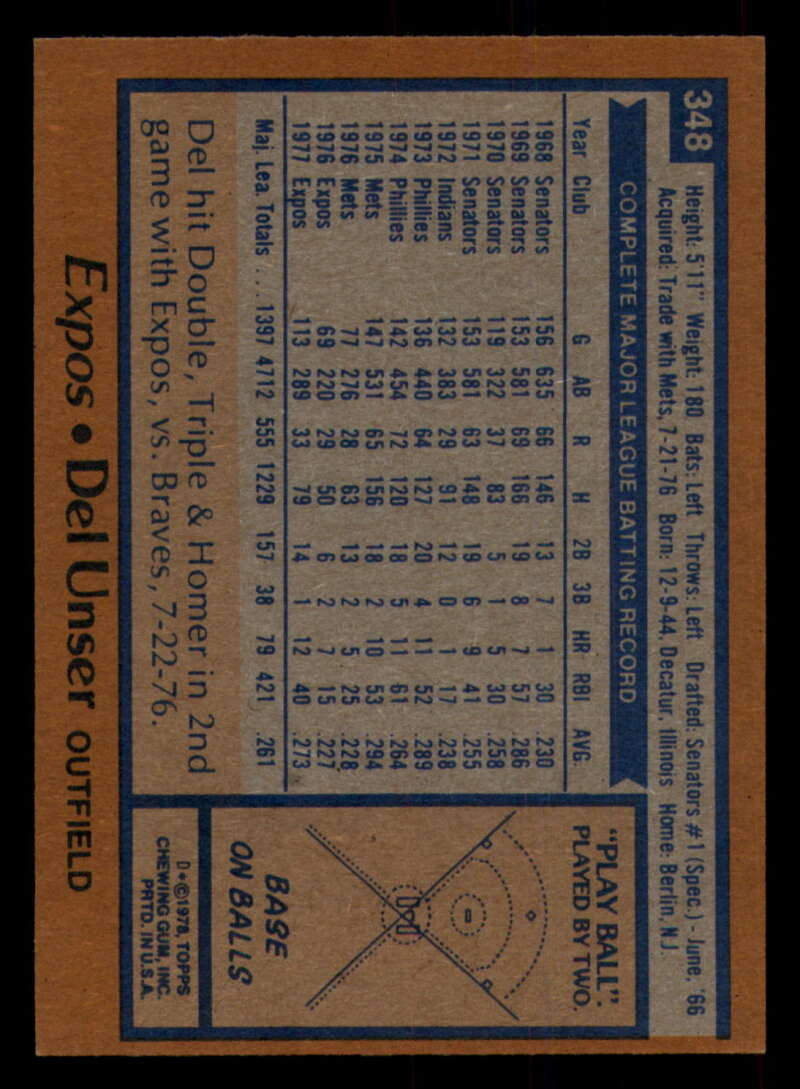 348
Height: 5'11" Weight: 180 Bats: Left Throws: Left Drafted: Senators #1 (Spec.) - June, '66
Acquired: Trade with Mets, 7-21-76 Born: 12-9-44, Decatur, Illinois Home: Berlin, N.J.
COMPLETE MAJOR LEAGUE BATTING RECORD
Year Club G AB R H 2B 3B HR RBI AVG.
1968 Senators 156 635 66 146 13 7 1 30 .230
1969 Senators 153 581 69 166 19 8 7 57 .286
1970 Senators 119 322 37 83 5 1 5 30 .258
1971 Senators 153 581 63 148 19 6 9 41 .255
1972 Indians 132 383 29 91 12 0 1 17 .238
1973 Phillies 136 440 64 127 20 4 11 52 .289
1974 Phillies 142 454 72 120 18 5 11 61 .264
1975 Mets 147 531 65 156 18 2 10 53 .294
1976 Mets 77 276 28 63 13 2 5 25 .228
1976 Expos 69 220 29 50 6 2 7 15 .227
1977 Expos 113 289 33 79 14 1 12 40 .273
Maj. Lea. Totals ... 1397 4712 555 1229 157 38 79 421 .261
Del hit Double, Triple & Homer in 2nd
game with Expos, vs. Braves, 7-22-76.
"PLAY BALL".
PLAYED BY TWO.
BASE
ON BALLS
D*©1978, TOPPS
CHEWING GUM, INC.
PRTD. IN U.S.A.
Expos • Del Unser OUTFIELD